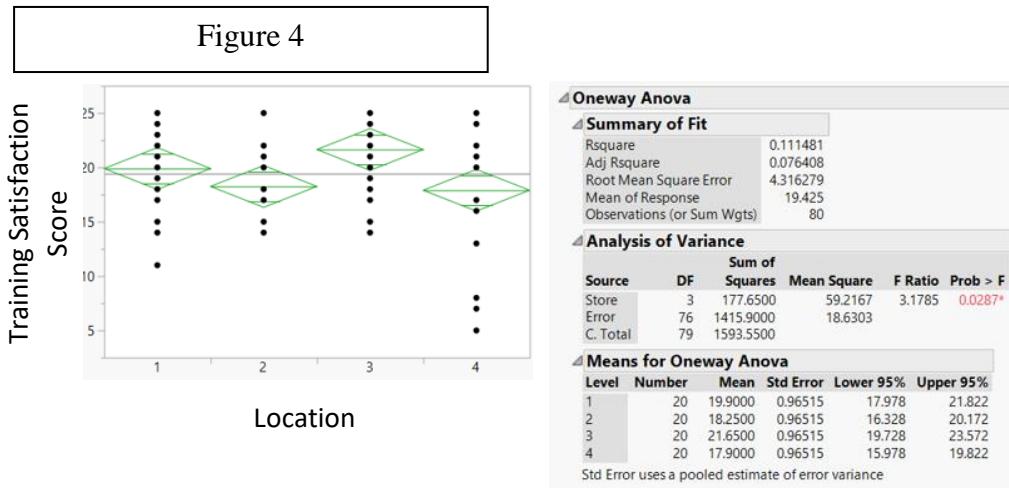 Figure 4
Training Satisfaction
Score
25
20
15
10
5
1 2 3 4
Location
Oneway Anova
Summary of Fit
Rsquare 0.111481
Adj Rsquare 0.076408
Root Mean Square Error 4.316279
Mean of Response 19.425
Observations (or Sum Wgts) 80
Analysis of Variance
Sum of
Source DF Squares Mean Square F Ratio Prob > F
Store 3 177.6500 59.2167 3.1785 0.0287*
Error 76 1415.9000 18.6303
C. Total 79 1593.5500
Means for Oneway Anova
Level Number Mean Std Error Lower 95% Upper 95%
1 20 19.9000 0.96515 17.978 21.822
2 20 18.2500 0.96515 16.328 20.172
3 20 21.6500 0.96515 19.728 23.572
4 20 17.9000 0.96515 15.978 19.822
Std Error uses a pooled estimate of error variance